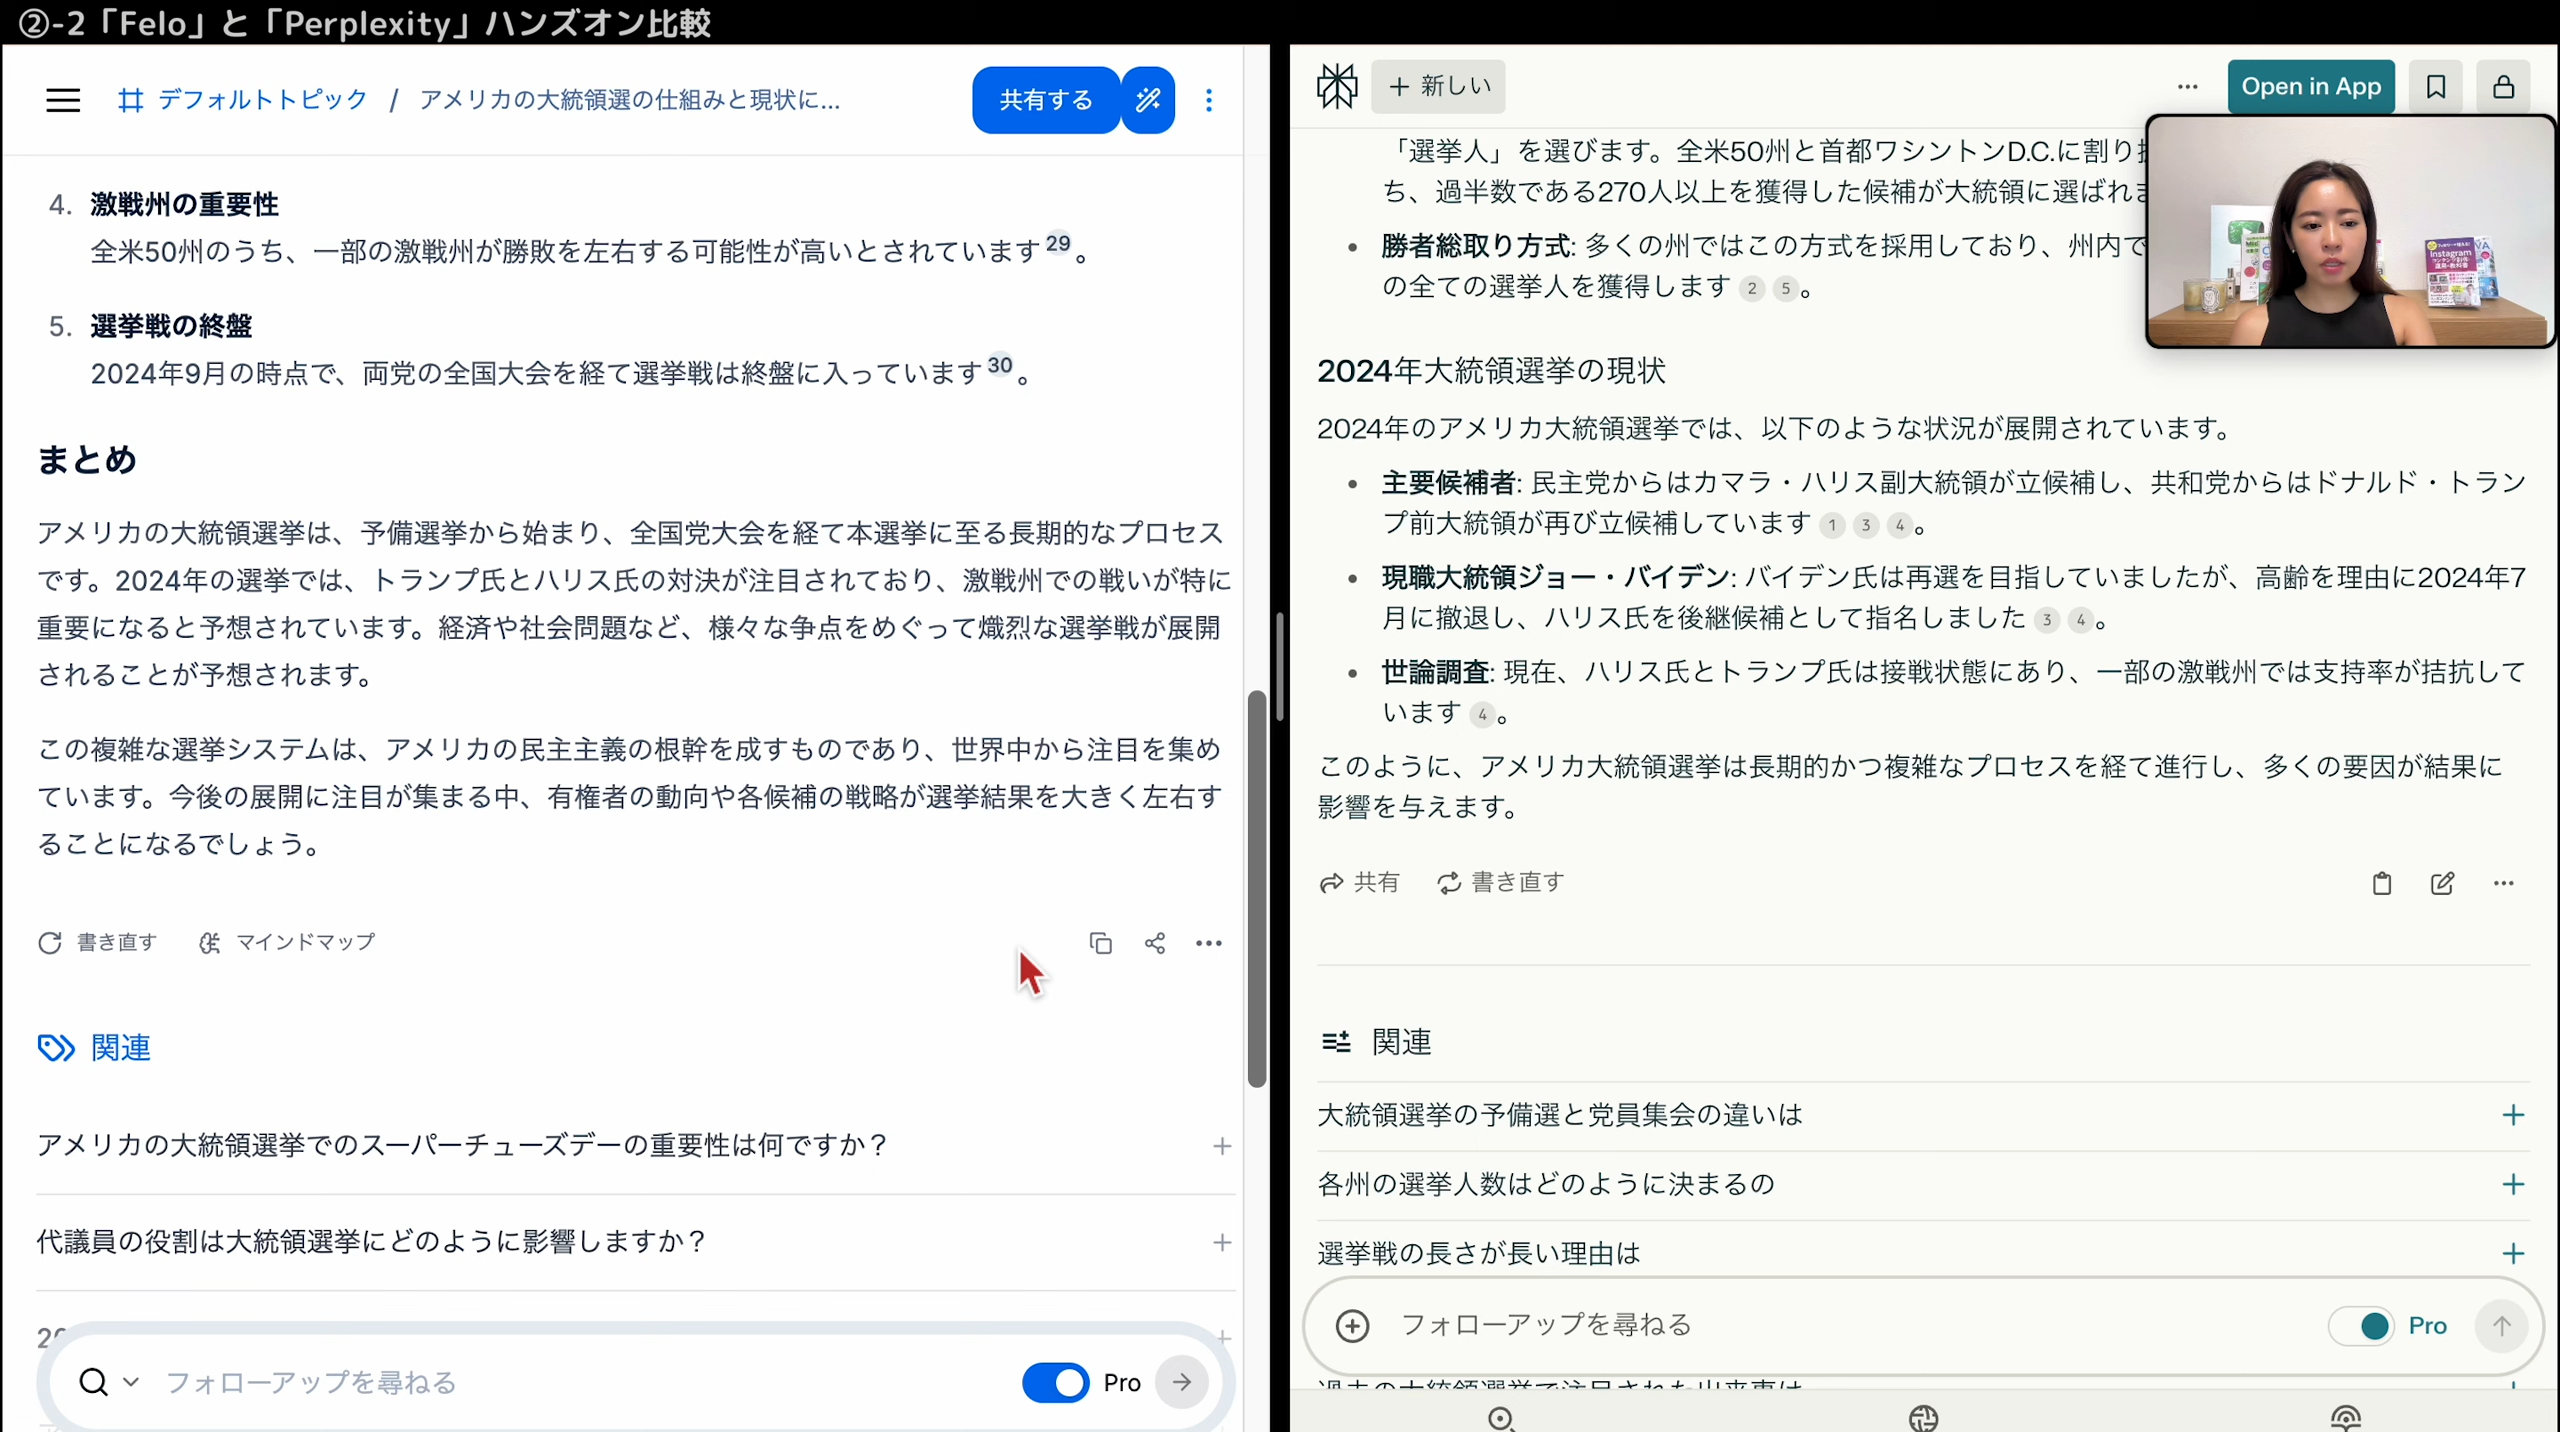 ②-2「Felo」と「Perplexity」ハンズオン比較
デフォルトトピック / アメリカの大統領選の仕組みと現状に...
共有する
4. 激戦州の重要性
全米50州のうち、一部の激戦州が勝敗を左右する可能性が高いとされています 29 。
5. 選挙戦の終盤
2024年9月の時点で、両党の全国大会を経て選挙戦は終盤に入っています 30 。
まとめ
アメリカの大統領選挙は、予備選挙から始まり、全国党大会を経て本選挙に至る長期的なプロセス
です。2024年の選挙では、トランプ氏とハリス氏の対決が注目されており、激戦州での戦いが特に
重要になると予想されています。経済や社会問題など、様々な争点をめぐって熾烈な選挙戦が展開
されることが予想されます。
この複雑な選挙システムは、アメリカの民主主義の根幹を成すものであり、世界中から注目を集め
ています。今後の展開に注目が集まる中、有権者の動向や各候補の戦略が選挙結果を大きく左右す
ることになるでしょう。
書き直す マインドマップ
関連
アメリカの大統領選挙でのスーパーチューズデーの重要性は何ですか？
代議員の役割は大統領選挙にどのように影響しますか？
フォローアップを尋ねる
Pro
+ 新しい
Open in App
「選挙人」を選びます。全米50州と首都ワシントンD.C.に割り
ち、過半数である270人以上を獲得した候補が大統領に選ばれ
• 勝者総取り方式: 多くの州ではこの方式を採用しており、州内で
の全ての選挙人を獲得します 2 5 。
Instagram
2024年大統領選挙の現状
2024年のアメリカ大統領選挙では、以下のような状況が展開されています。
• 主要候補者: 民主党からはカマラ・ハリス副大統領が立候補し、共和党からはドナルド・トラン
プ前大統領が再び立候補しています 1 3 4 。
• 現職大統領ジョー・バイデン: バイデン氏は再選を目指していましたが、高齢を理由に2024年7
月に撤退し、ハリス氏を後継候補として指名しました 3 4 。
• 世論調査: 現在、ハリス氏とトランプ氏は接戦状態にあり、一部の激戦州では支持率が拮抗して
います 4 。
このように、アメリカ大統領選挙は長期的かつ複雑なプロセスを経て進行し、多くの要因が結果に
影響を与えます。
共有 書き直す
関連
大統領選挙の予備選と党員集会の違いは
各州の選挙人数はどのように決まるの
選挙戦の長さが長い理由は
フォローアップを尋ねる
Pro